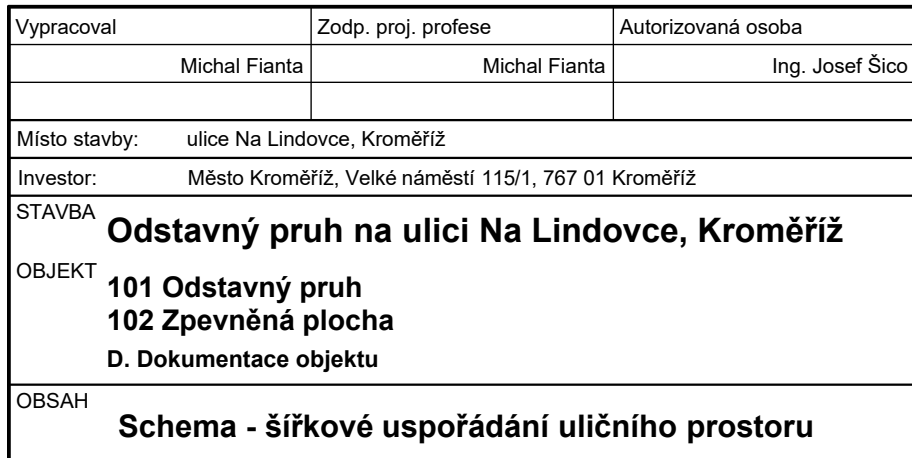 Vypracoval Zodp. proj. profese Autorizovaná osoba
Michal Fianta Michal Fianta Ing. Josef Šico
Místo stavby: ulice Na Lindovce, Kroměříž
Investor: Město Kroměříž, Velké náměstí 115/1, 767 01 Kroměříž
STAVBA
Odstavný pruh na ulici Na Lindovce, Kroměříž
OBJEKT
101 Odstavný pruh
102 Zpevněná plocha
D. Dokumentace objektu
OBSAH
Schema - šířkové uspořádání uličního prostoru